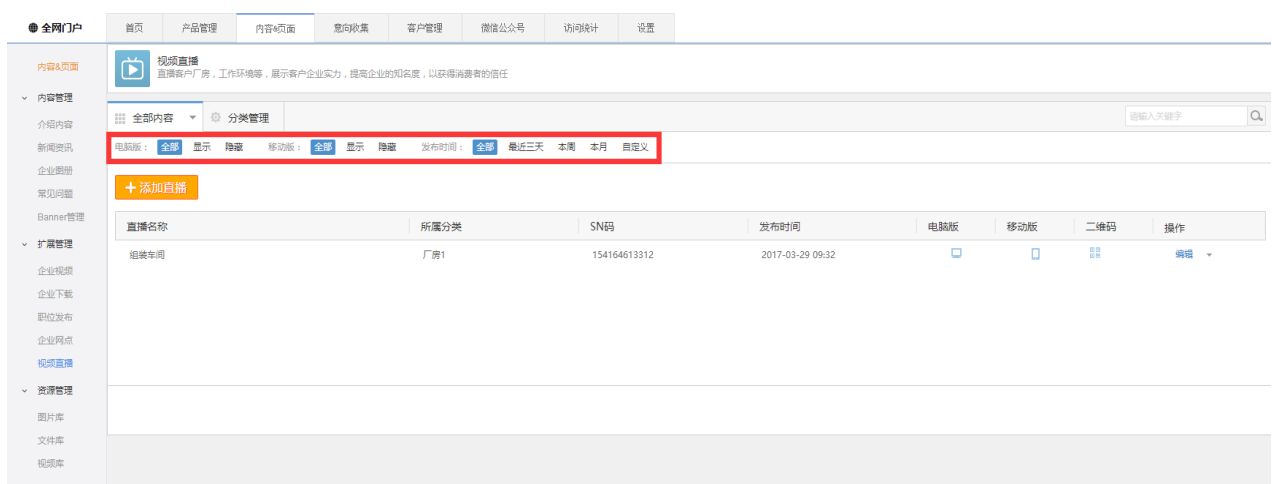 全网门户
首页 产品管理 内容&页面 意向收集 客户管理 微信公众号 访问统计 设置
内容&页面
内容管理
介绍内容
新闻资讯
企业图册
常见问题
Banner管理
扩展管理
企业视频
企业下载
职位发布
企业网点
视频直播
资源管理
图片库
文件库
视频库
视频直播
直播客户厂房，工作环境等，展示客户企业实力，提高企业的知名度，以获得消费者的信任
全部内容 分类管理 请输入关键字
电脑版： 全部 显示 隐藏 移动版： 全部 显示 隐藏 发布时间： 全部 最近三天 本周 本月 自定义
+添加直播
直播名称 所属分类 SN码 发布时间 电脑版 移动版 二维码 操作
组装车间 厂房1 154164613312 2017-03-29 09:32 编辑